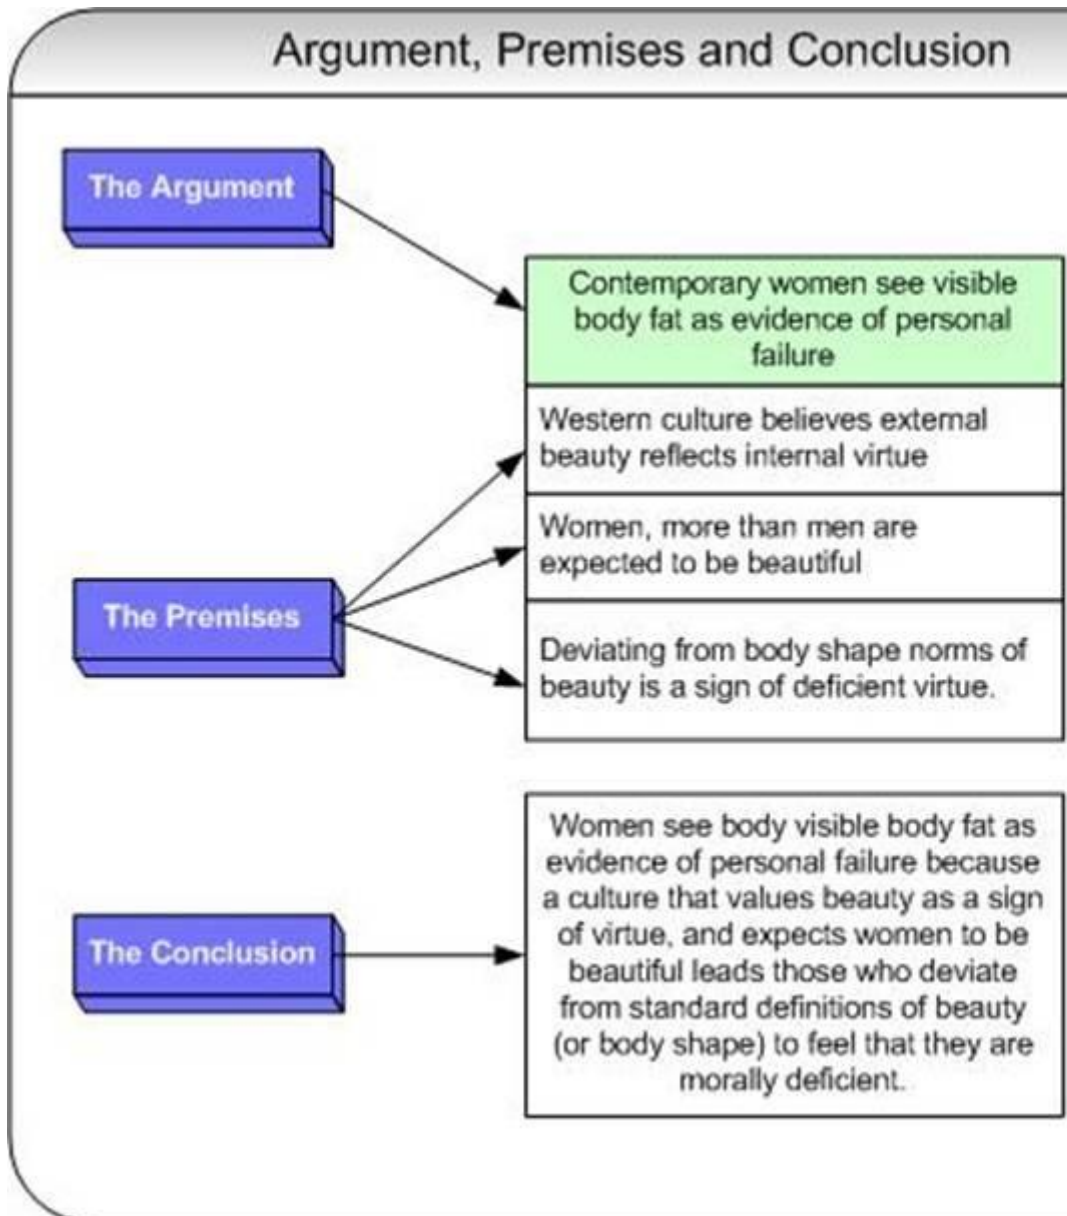 Argument, Premises and Conclusion
The Argument
Contemporary women see visible
body fat as evidence of personal
failure
Western culture believes external
beauty reflects internal virtue
Women, more than men are
expected to be beautiful
The Premises
Deviating from body shape norms of
beauty is a sign of deficient virtue.
Women see body visible body fat as
evidence of personal failure because
a culture that values beauty as a sign
of virtue, and expects women to be
The Conclusion
beautiful leads those who deviate
from standard definitions of beauty
(or body shape) to feel that they are
morally deficient.